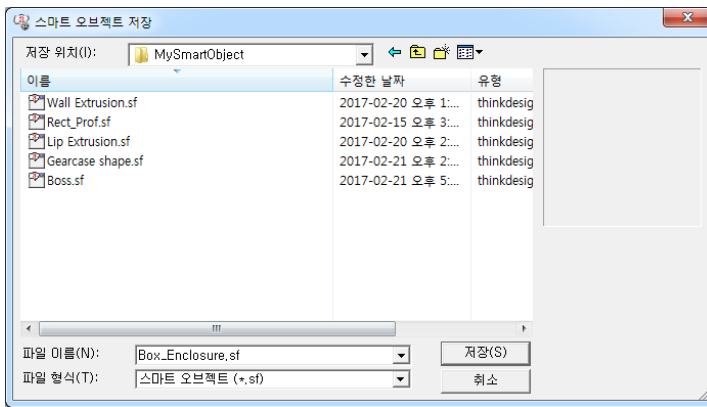 스마트 오브젝트 저장
저장 위치(I): MySmartObject
이름 수정한 날짜 유형
Wall Extrusion.sf 2017-02-20 오후 1:... thinkdesig
Rect_Prof.sf 2017-02-15 오후 3:... thinkdesig
Lip Extrusion.sf 2017-02-20 오후 2:... thinkdesig
Gearcase shape.sf 2017-02-21 오후 2:... thinkdesig
Boss.sf 2017-02-21 오후 5:... thinkdesig
파일 이름(N): Box_Enclosure.sf 저장(S)
파일 형식(T): 스마트 오브젝트 (*.sf) 취소